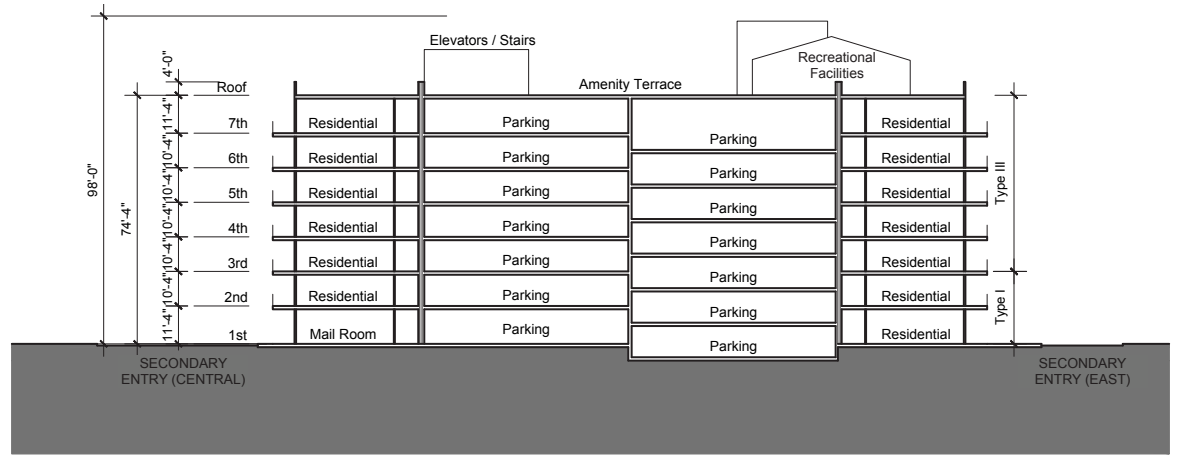 Elevators / Stairs
Recreational
Facilities
4'-0"
Roof
Amenity Terrace
98'-0"
74'-4"
11'-4"
7th
Residential
Parking
Parking
Residential
10'-4"
6th
Residential
Parking
Parking
Residential
Type III
10'-4"
5th
Residential
Parking
Parking
Residential
10'-4"
4th
Residential
Parking
Parking
Residential
10'-4"
3rd
Residential
Parking
Parking
Residential
10'-4"
2nd
Residential
Parking
Parking
Residential
Type I
11'-4"
1st
Mail Room
Parking
Parking
Residential
SECONDARY
ENTRY (CENTRAL)
SECONDARY
ENTRY (EAST)